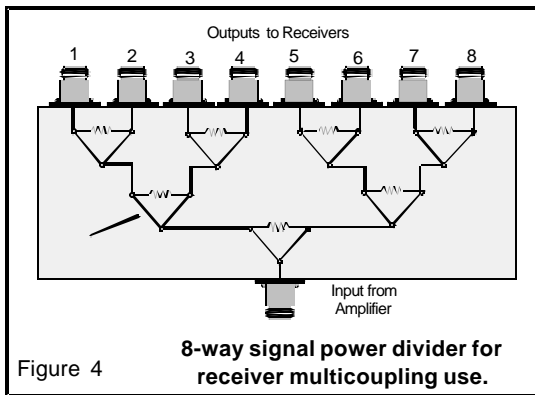 Outputs to Receivers
1 2 3 4 5 6 7 8
Input from
Amplifier
Figure 4
8-way signal power divider for
receiver multicoupling use.